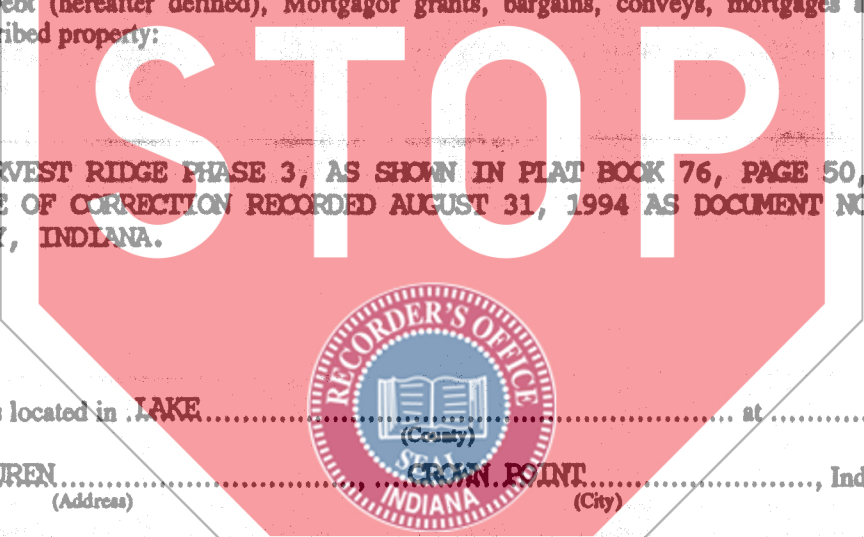 ebt (hereafter defined), Mortgagor grants, bargains, conveys, mortgages
ribed property:
STOP
RVEST RIDGE PHASE 3, AS SHOWN IN PLAT BOOK 76, PAGE 50,
E OF CORRECTION RECORDED AUGUST 31, 1994 AS DOCUMENT NO
Y, INDIANA.
RECORDER'S OFFICE
s located in LAKE at
(County)
SEAL
UREN, CROWN POINT, Ind
INDIANA
(Address) (City)